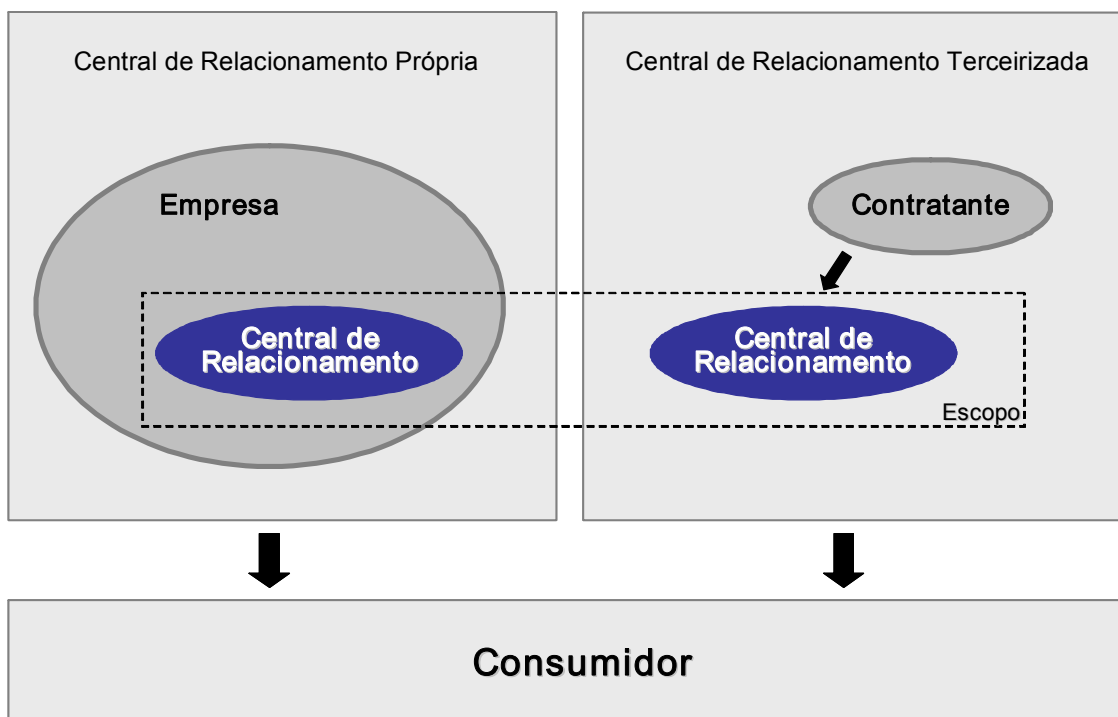 Central de Relacionamento Própria
Central de Relacionamento Terceirizada
Empresa
Contratante
Central de
Relacionamento
Central de
Relacionamento
Escopo
Consumidor